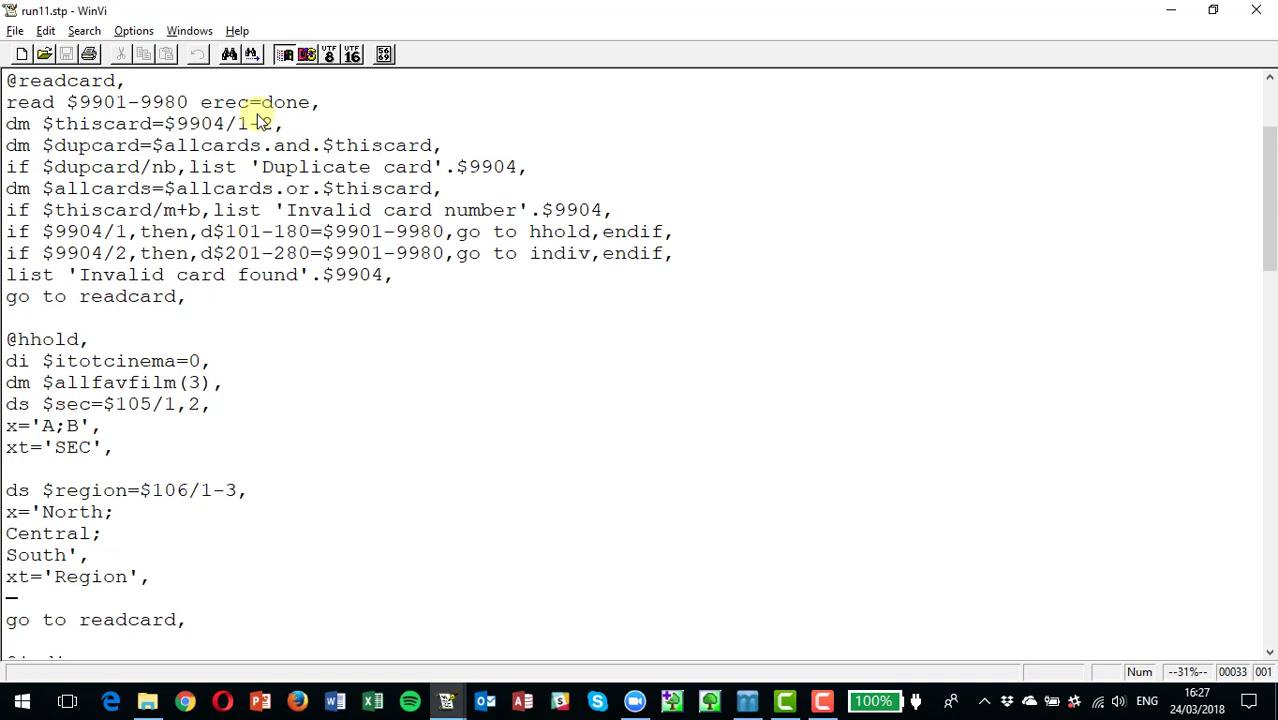 run11.stp - WinVi
File Edit Search Options Windows Help
UTF 8 UTF 16
@readcard,
read $9901-9980 erec=done,
dm $thiscard=$9904/1-2,
dm $dupcard=$allcards.and.$thiscard,
if $dupcard/nb,list 'Duplicate card'.$9904,
dm $allcards=$allcards.or.$thiscard,
if $thiscard/m+b,list 'Invalid card number'.$9904,
if $9904/1,then,d$101-180=$9901-9980,go to hhold,endif,
if $9904/2,then,d$201-280=$9901-9980,go to indiv,endif,
list 'Invalid card found'.$9904,
go to readcard,
@hhold,
di $itotcinema=0,
dm $allfavfilm(3),
ds $sec=$105/1,2,
x='A;B',
xt='SEC',
ds $region=$106/1-3,
x='North;
Central;
South',
xt='Region',
go to readcard,
Num --31%-- 00033 001
100% ENG 16:27
24/03/2018